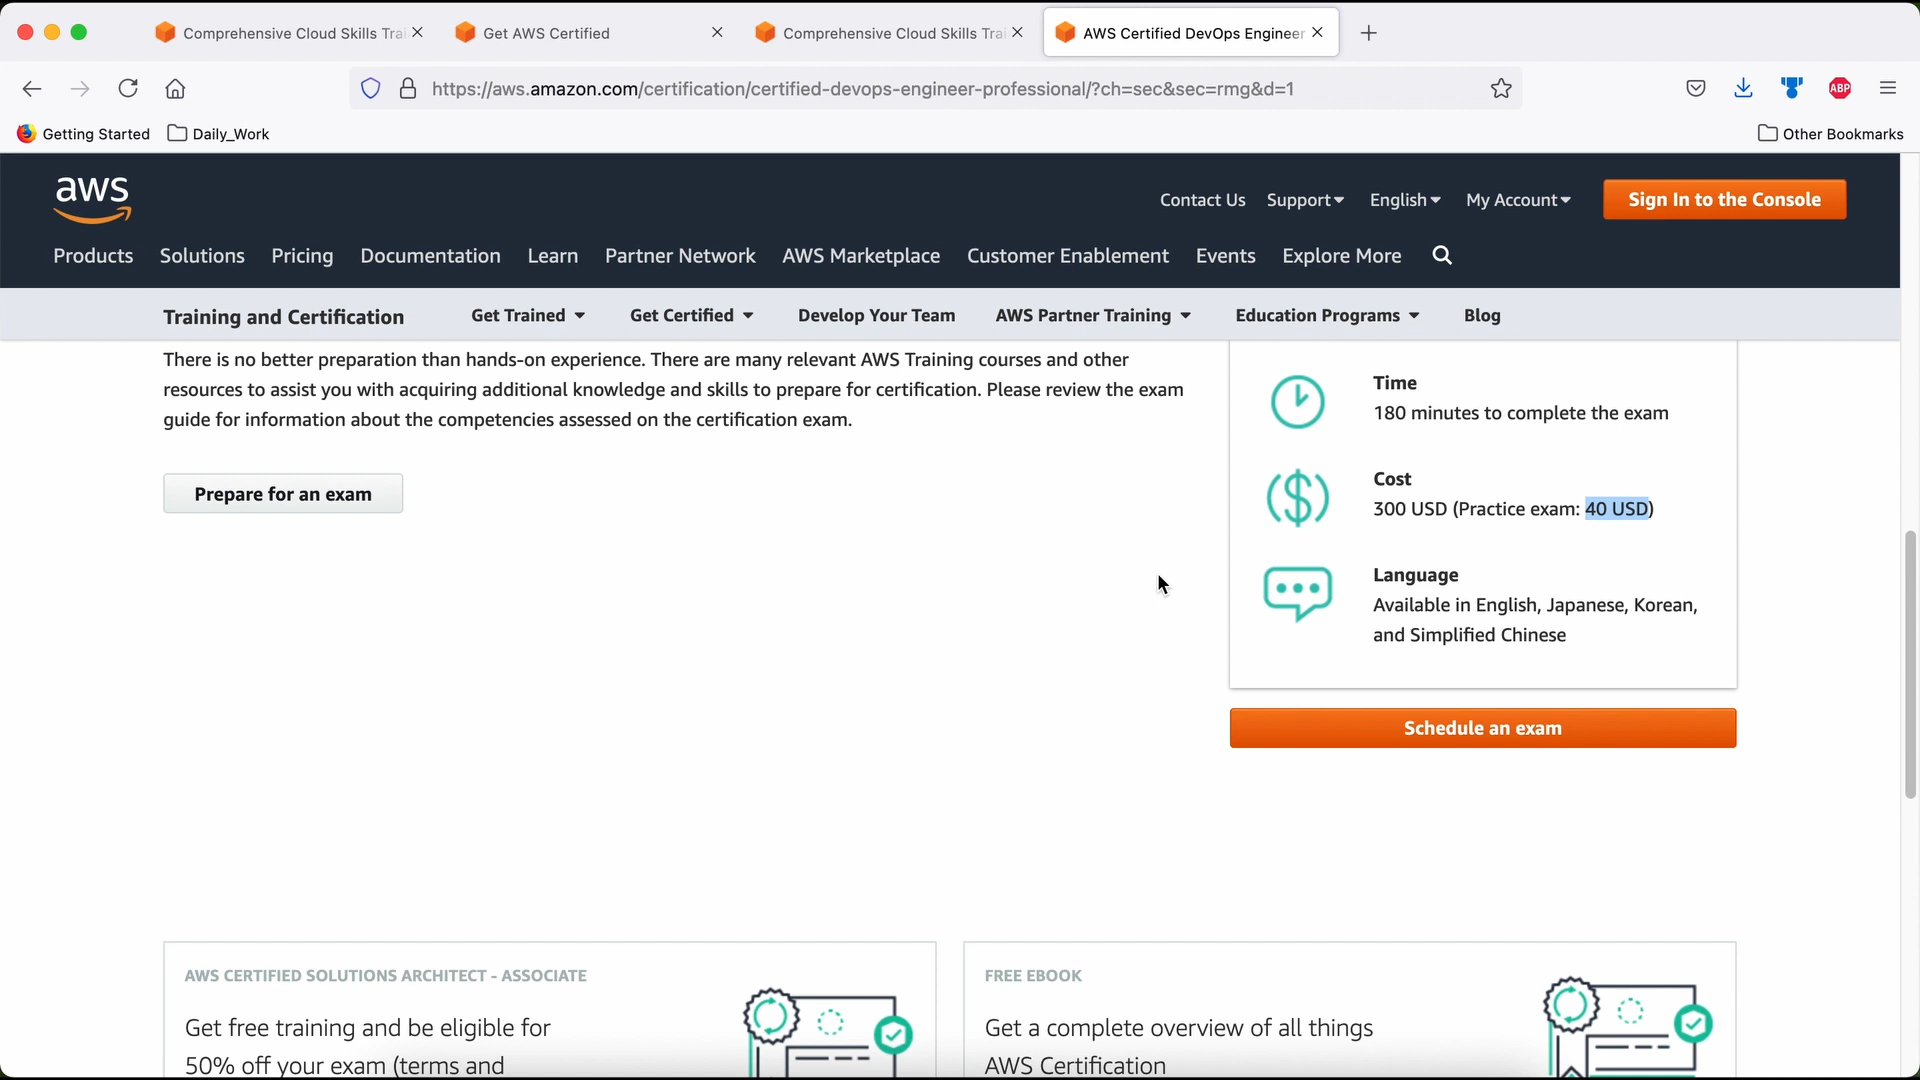 Comprehensive Cloud Skills Trai
Get AWS Certified
Comprehensive Cloud Skills Trai
AWS Certified DevOps Engineer
https://aws.amazon.com/certification/certified-devops-engineer-professional/?ch=sec&sec=rmg&d=1
ABP
Getting Started
Daily_Work
Other Bookmarks
aws
Contact Us
Support
English
My Account
Sign In to the Console
Products
Solutions
Pricing
Documentation
Learn
Partner Network
AWS Marketplace
Customer Enablement
Events
Explore More
Training and Certification
Get Trained
Get Certified
Develop Your Team
AWS Partner Training
Education Programs
Blog
There is no better preparation than hands-on experience. There are many relevant AWS Training courses and other
resources to assist you with acquiring additional knowledge and skills to prepare for certification. Please review the exam
guide for information about the competencies assessed on the certification exam.
Prepare for an exam
Time
180 minutes to complete the exam
Cost
300 USD (Practice exam: 40 USD)
Language
Available in English, Japanese, Korean,
and Simplified Chinese
Schedule an exam
AWS CERTIFIED SOLUTIONS ARCHITECT - ASSOCIATE
Get free training and be eligible for
50% off your exam (terms and
FREE EBOOK
Get a complete overview of all things
AWS Certification